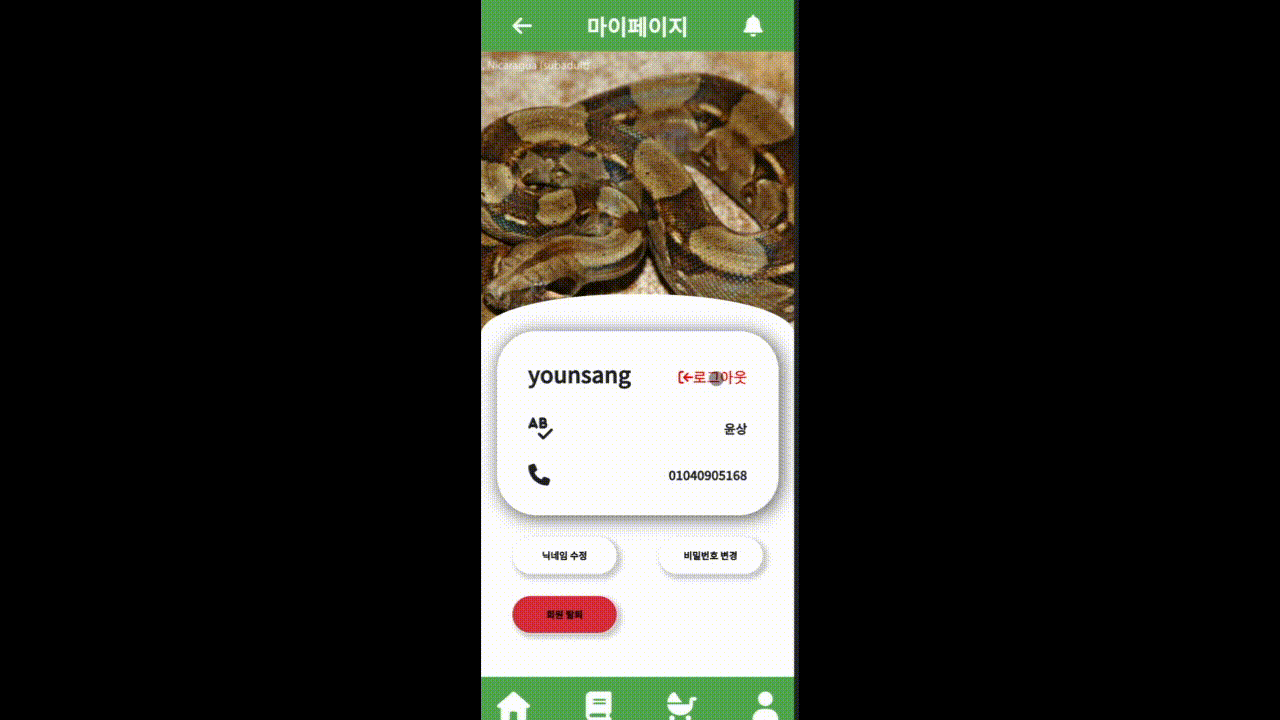 마이페이지
Nicaragua (subadult)
younsang
로그아웃
AB
윤상
01040905168
닉네임 수정
비밀번호 변경
회원 탈퇴